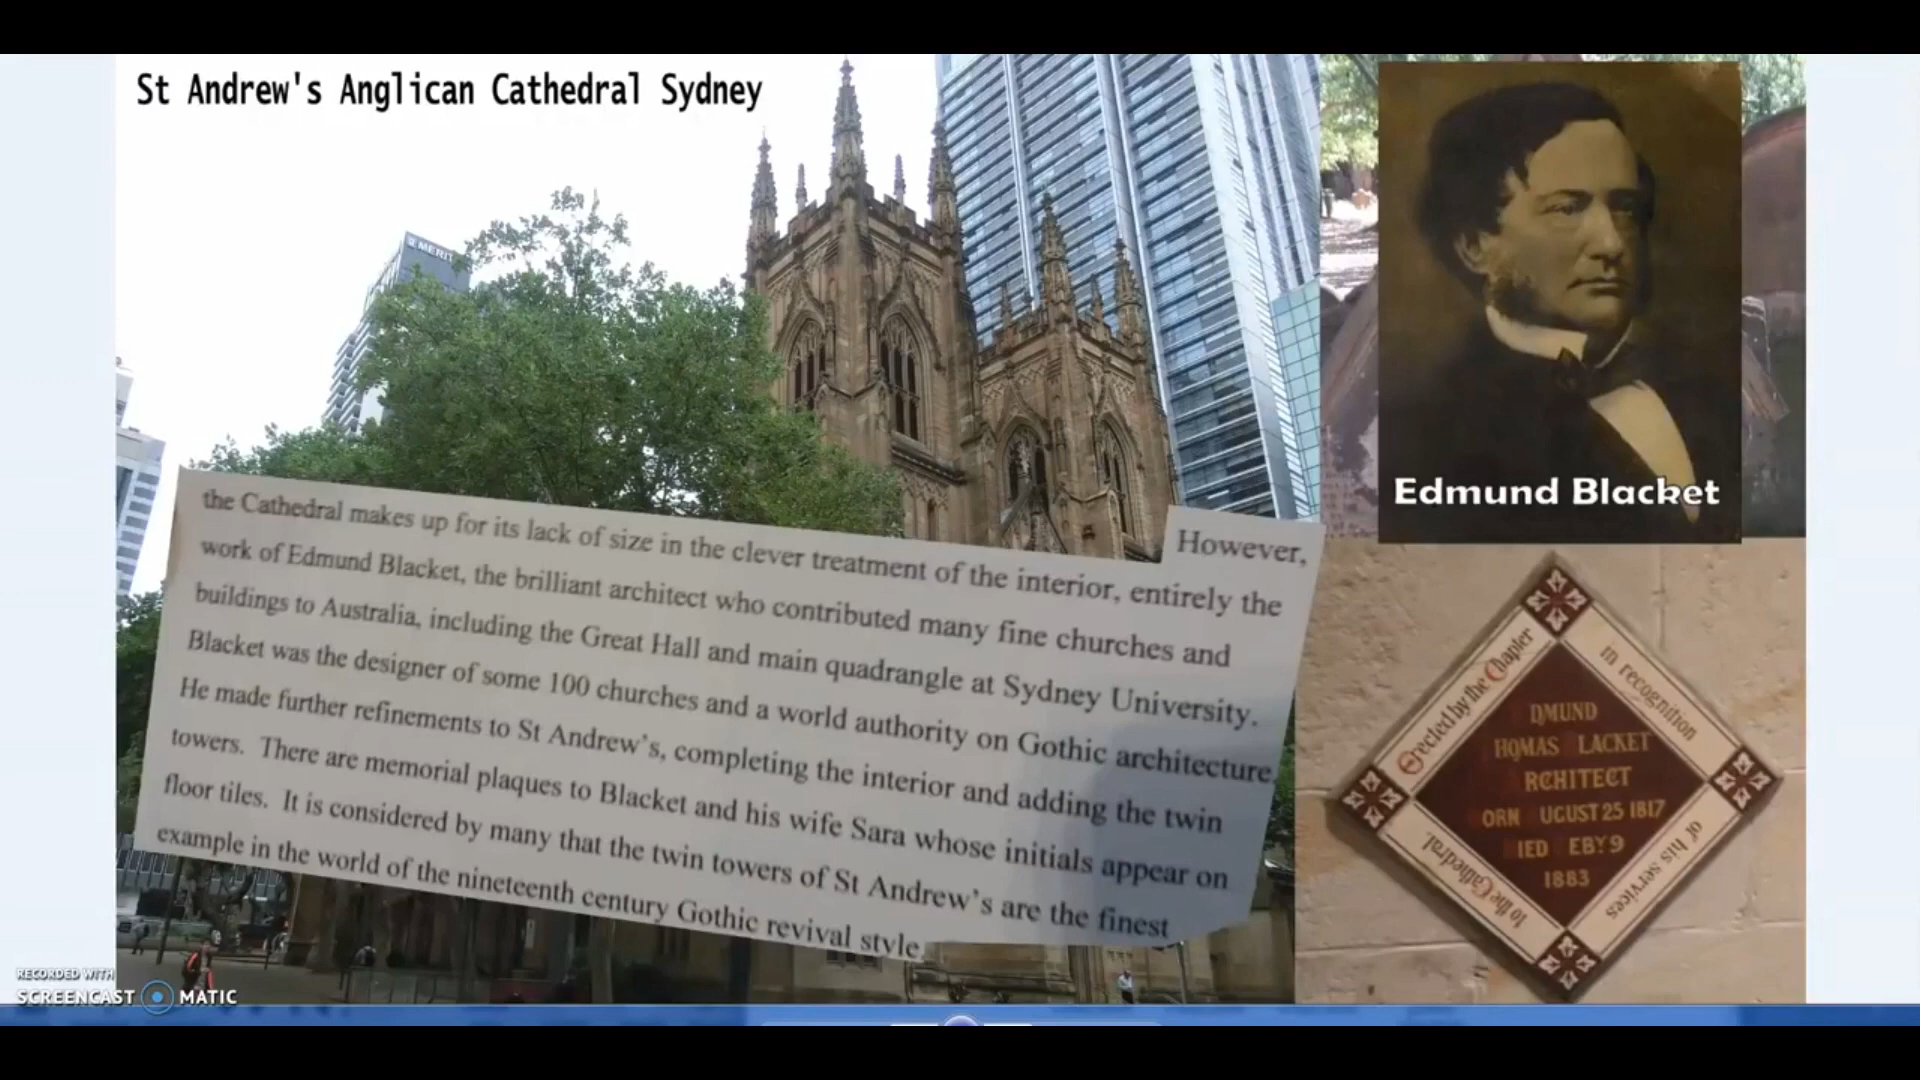 St Andrew's Anglican Cathedral Sydney
MERIT
Edmund Blacket
However,
the Cathedral makes up for its lack of size in the clever treatment of the interior, entirely the
work of Edmund Blacket, the brilliant architect who contributed many fine churches and
buildings to Australia, including the Great Hall and main quadrangle at Sydney University.
Blacket was the designer of some 100 churches and a world authority on Gothic architecture.
He made further refinements to St Andrew's, completing the interior and adding the twin
towers. There are memorial plaques to Blacket and his wife Sara whose initials appear on
floor tiles. It is considered by many that the twin towers of St Andrew's are the finest
example in the world of the nineteenth century Gothic revival style
Erected by the Chapter
in recognition
of his services
to the Cathedral
DMUND
HOMAS LACKET
RCHITECT
ORN UGUST 25 1817
IED EBY 9
1883
RECORDED WITH
SCREENCAST MATIC